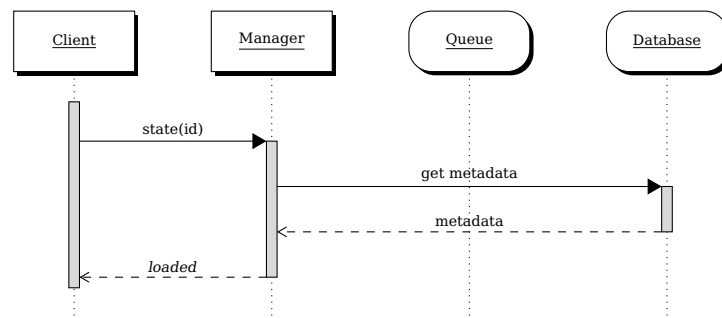 Client
Manager
Queue
Database
state(id)
get metadata
metadata
loaded